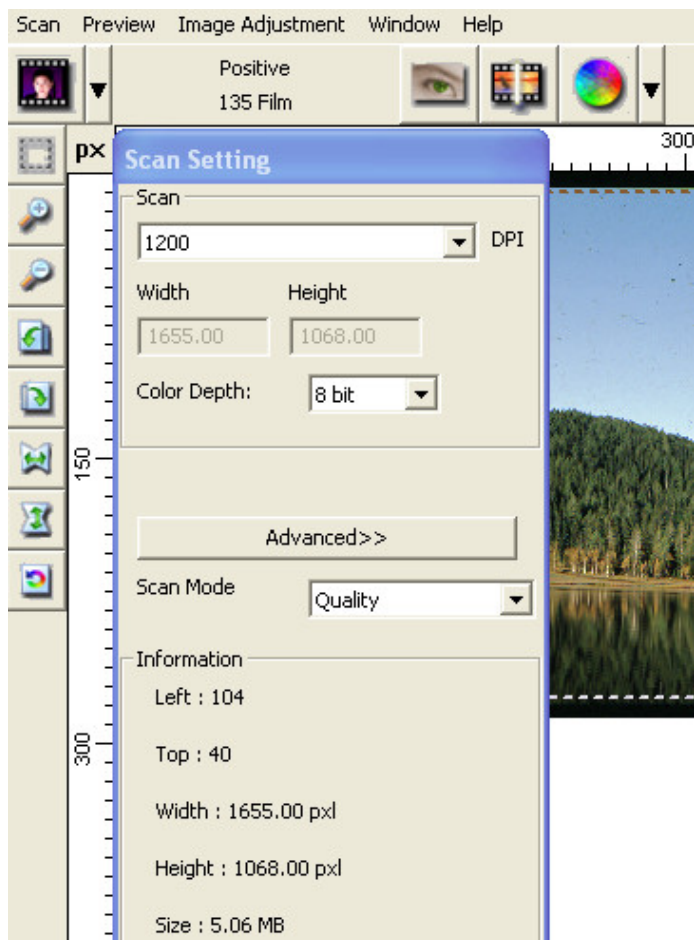 Scan Preview Image Adjustment Window Help
Positive
135 Film
px
300
Scan Setting
Scan
1200 DPI
Width Height
1655.00 1068.00
Color Depth: 8 bit
150
Advanced>>
Scan Mode Quality
Information
Left : 104
300
Top : 40
Width : 1655.00 pxl
Height : 1068.00 pxl
Size : 5.06 MB